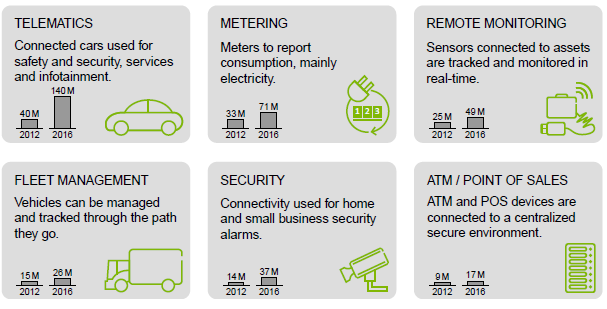 TELEMATICS
Connected cars used for
safety and security, services
and infotainment.
140 M
40 M
2012 2016
METERING
Meters to report
consumption, mainly
electricity.
71 M
33 M
2012 2016
1 2 3
REMOTE MONITORING
Sensors connected to assets
are tracked and monitored in
real-time.
49 M
25 M
2012 2016
FLEET MANAGEMENT
Vehicles can be managed
and tracked through the path
they go.
26 M
15 M
2012 2016
SECURITY
Connectivity used for home
and small business security
alarms.
37 M
14 M
2012 2016
ATM / POINT OF SALES
ATM and POS devices are
connected to a centralized
secure environment.
17 M
9 M
2012 2016